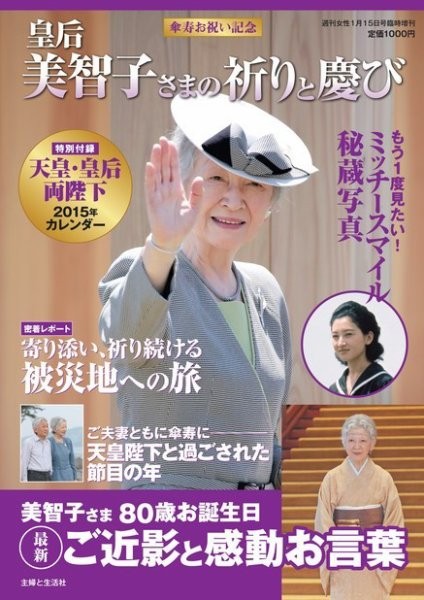 傘寿お祝い記念
週刊女性1月15日号臨時増刊
定価1000円
皇后
美智子さまの祈りと慶び
特別付録
天皇・皇后
両陛下
2015年
カレンダー
もう1度見たい!
ミッチースマイル
秘蔵写真
密着レポート
寄り添い、祈り続ける
被災地への旅
ご夫妻ともに傘寿に
天皇陛下と過ごされた
節目の年
美智子さま 80歳お誕生日
最新
ご近影と感動お言葉
主婦と生活社